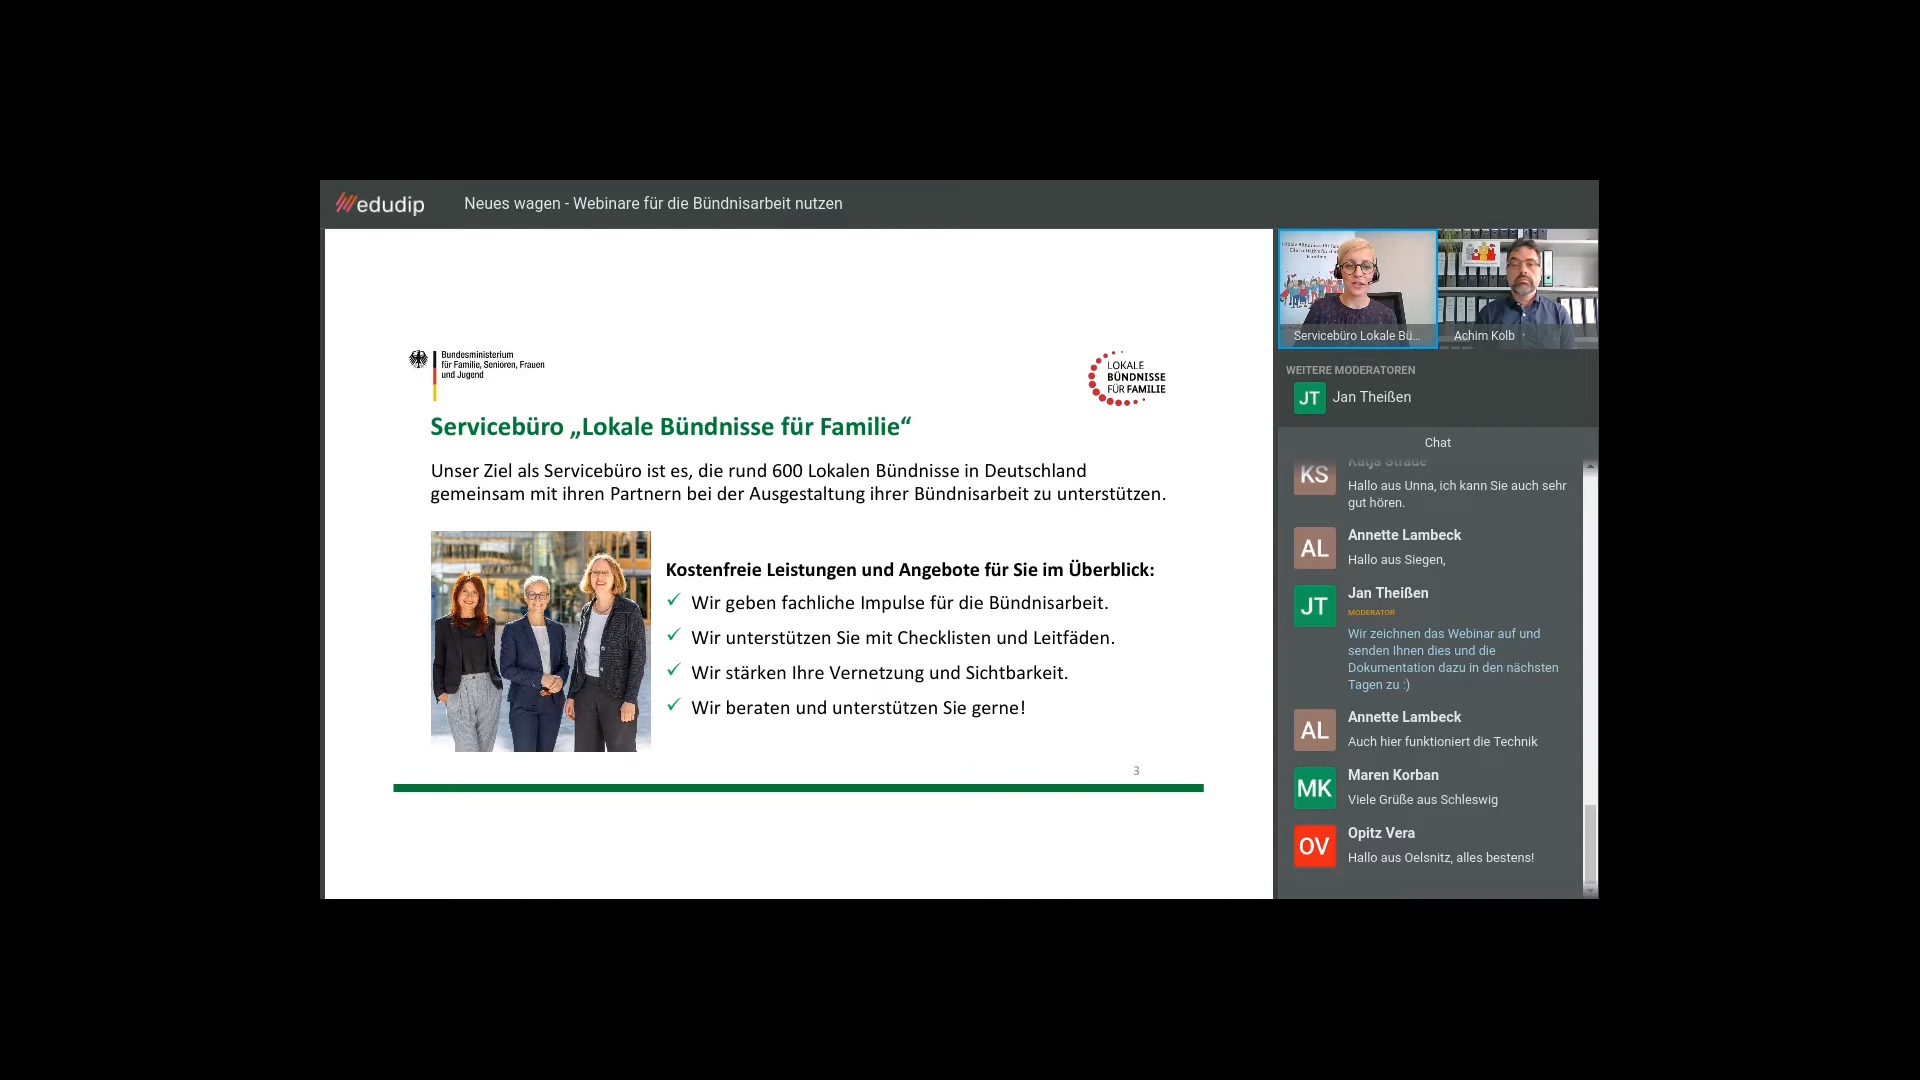 edudip
Neues wagen - Webinare für die Bündnisarbeit nutzen
Bundesministerium
für Familie, Senioren, Frauen
und Jugend
LOKALE
BÜNDNISSE
FÜR FAMILIE
Servicebüro „Lokale Bündnisse für Familie“
Unser Ziel als Servicebüro ist es, die rund 600 Lokalen Bündnisse in Deutschland
gemeinsam mit ihren Partnern bei der Ausgestaltung ihrer Bündnisarbeit zu unterstützen.
Kostenfreie Leistungen und Angebote für Sie im Überblick:
✓ Wir geben fachliche Impulse für die Bündnisarbeit.
✓ Wir unterstützen Sie mit Checklisten und Leitfäden.
✓ Wir stärken Ihre Vernetzung und Sichtbarkeit.
✓ Wir beraten und unterstützen Sie gerne!
3
Servicebüro Lokale Bü...
Achim Kolb
WEITERE MODERATOREN
JT
Jan Theißen
Chat
KS
Katja Strade
Hallo aus Unna, ich kann Sie auch sehr
gut hören.
AL
Annette Lambeck
Hallo aus Siegen,
JT
Jan Theißen
MODERATOR
Wir zeichnen das Webinar auf und
senden Ihnen dies und die
Dokumentation dazu in den nächsten
Tagen zu :)
AL
Annette Lambeck
Auch hier funktioniert die Technik
MK
Maren Korban
Viele Grüße aus Schleswig
OV
Opitz Vera
Hallo aus Oelsnitz, alles bestens!